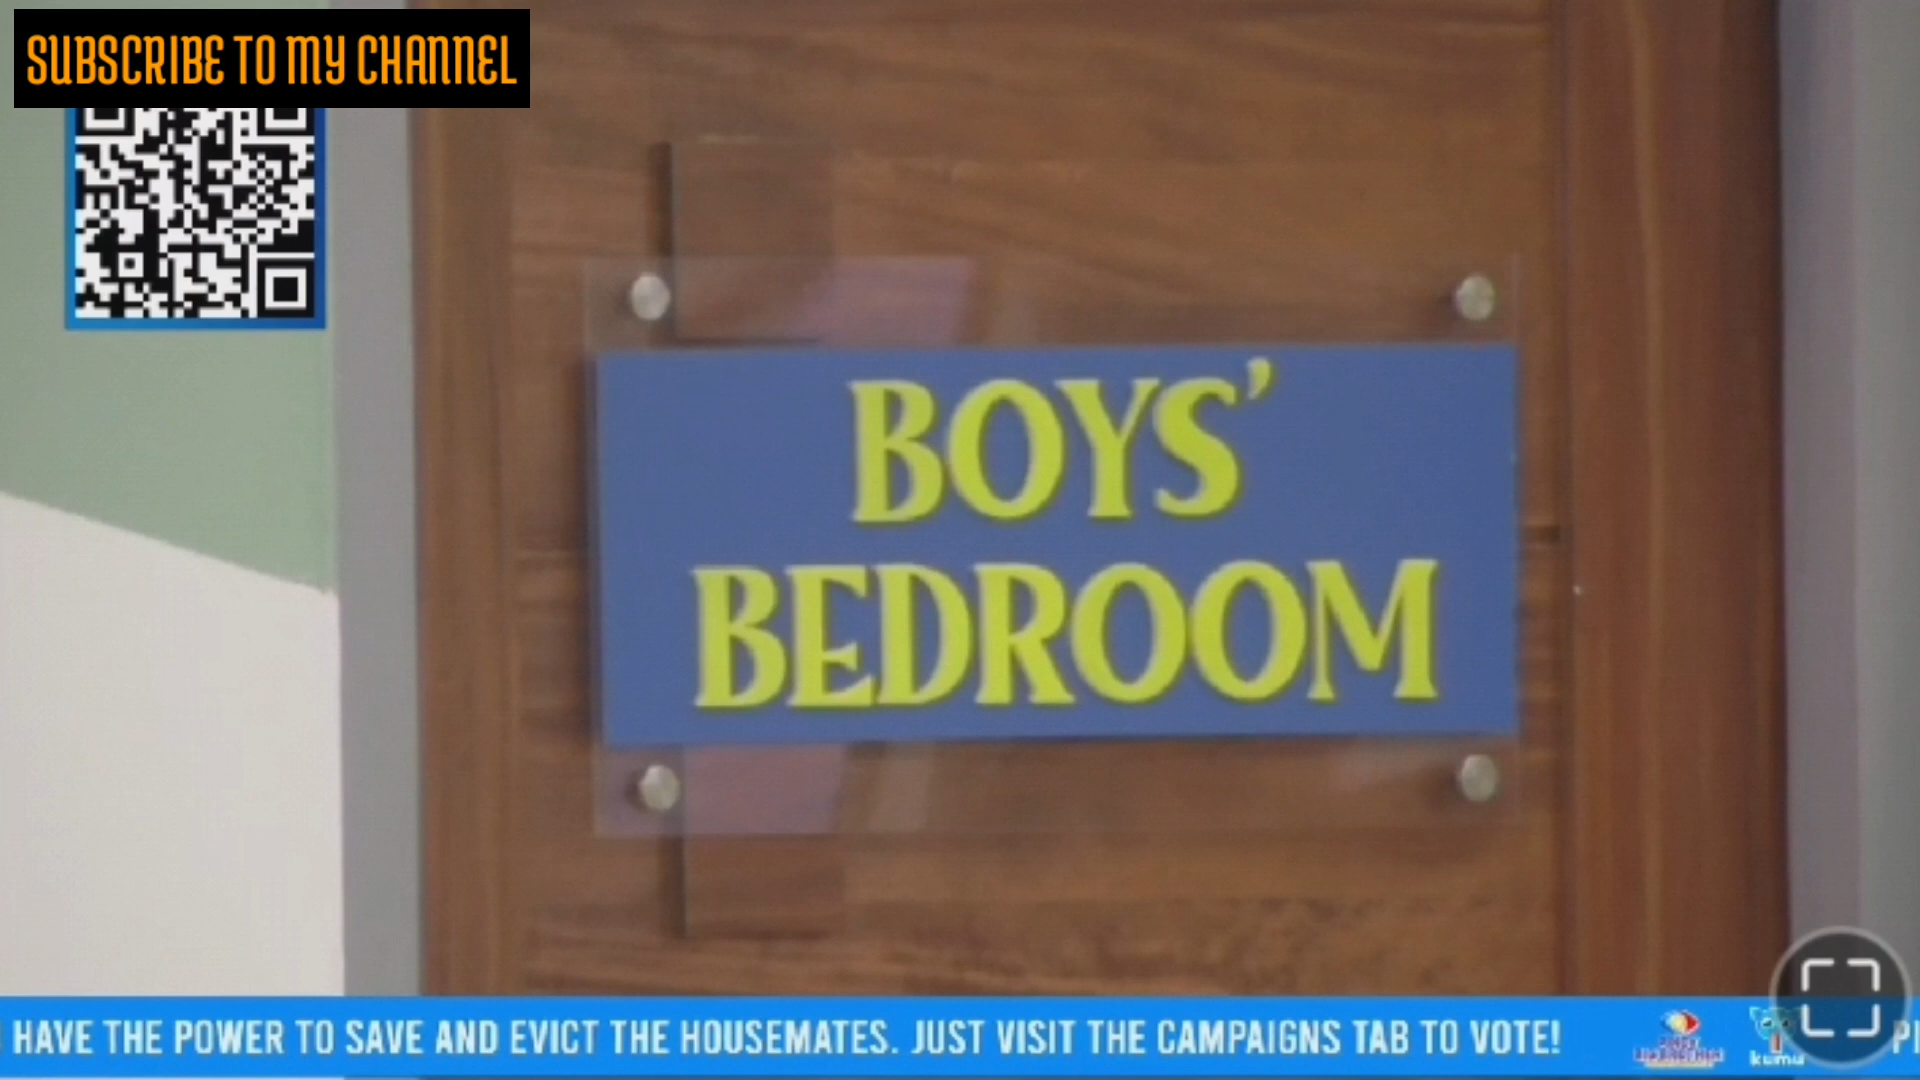 SUBSCRIBE TO MY CHANNEL
BOYS'
BEDROOM
HAVE THE POWER TO SAVE AND EVICT THE HOUSEMATES. JUST VISIT THE CAMPAIGNS TAB TO VOTE!
kumu